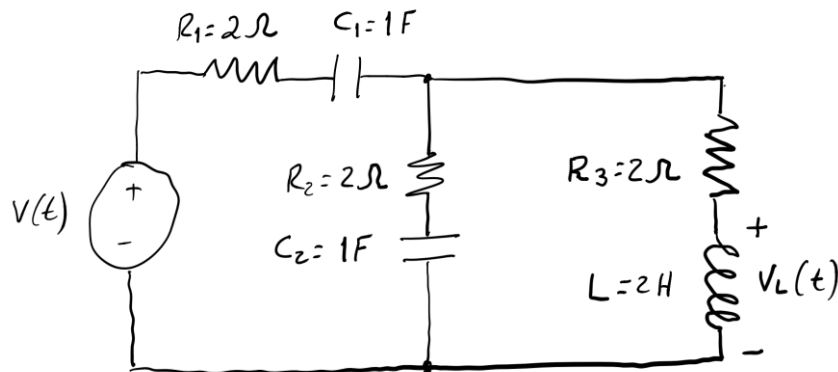 R₁=2Ω
C₁=1F
V(t)
+
-
R₂=2Ω
C₂=1F
R₃=2Ω
L=2H
+
V_L(t)
-